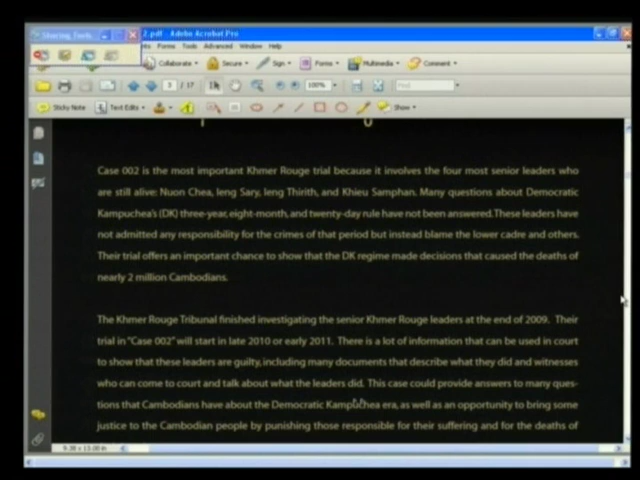 Sharing Tools
2.pdf - Adobe Acrobat Pro
Forms Tools Advanced Window Help
Collaborate Secure Sign Forms Multimedia Comment
3 / 17 100% Find
Sticky Note Text Edits Show
Case 002 is the most important Khmer Rouge trial because it involves the four most senior leaders who
are still alive: Nuon Chea, Ieng Sary, Ieng Thirith, and Khieu Samphan. Many questions about Democratic
Kampuchea's (DK) three-year, eight-month, and twenty-day rule have not been answered. These leaders have
not admitted any responsibility for the crimes of that period but instead blame the lower cadre and others.
Their trial offers an important chance to show that the DK regime made decisions that caused the deaths of
nearly 2 million Cambodians.
The Khmer Rouge Tribunal finished investigating the senior Khmer Rouge leaders at the end of 2009. Their
trial in "Case 002" will start in late 2010 or early 2011. There is a lot of information that can be used in court
to show that these leaders are guilty, including many documents that describe what they did and witnesses
who can come to court and talk about what the leaders did. This case could provide answers to many ques-
tions that Cambodians have about the Democratic Kampuchea era, as well as an opportunity to bring some
justice to the Cambodian people by punishing those responsible for their suffering and for the deaths of